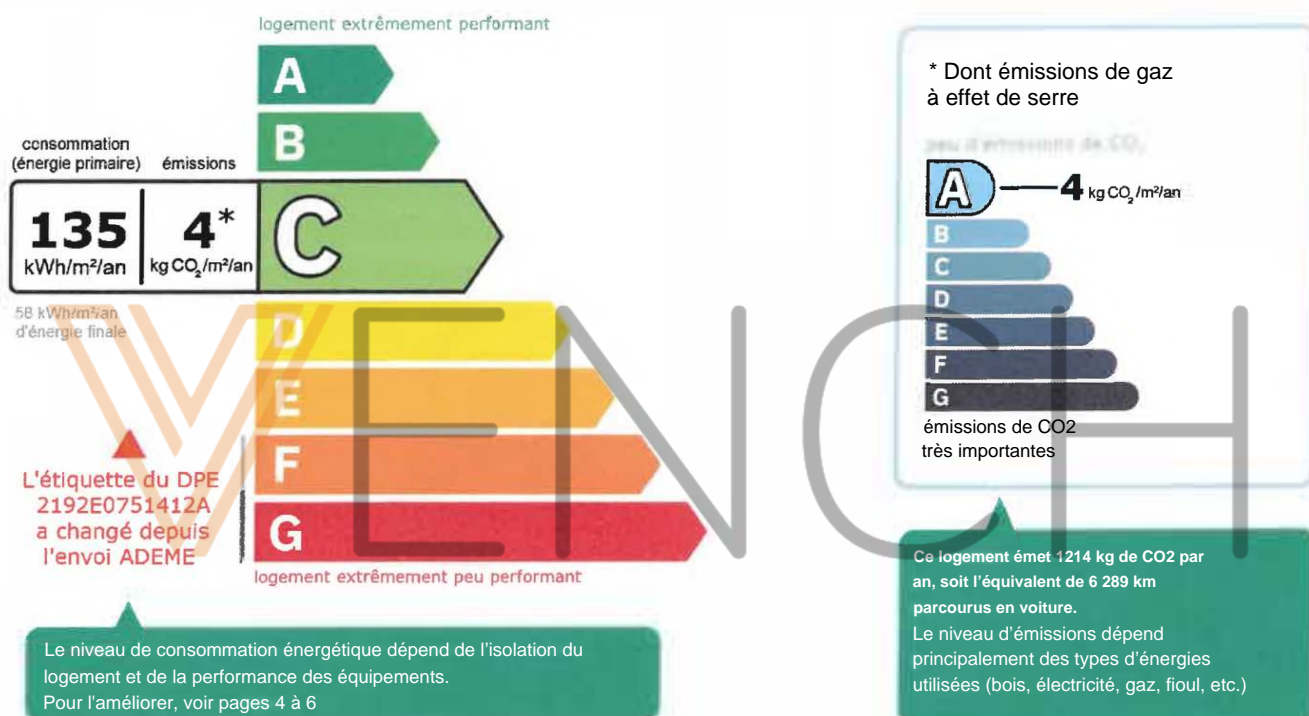 logement extrêmement performant
A
B
consommation
(énergie primaire)
émissions
135
kWh/m²/an
4*
kg CO₂/m²/an
C
58 kWh/m²/an
d'énergie finale
D
E
F
G
L'étiquette du DPE
2192E0751412A
a changé depuis
l'envoi ADEME
logement extrêmement peu performant
Le niveau de consommation énergétique dépend de l'isolation du
logement et de la performance des équipements.
Pour l'améliorer, voir pages 4 à 6
* Dont émissions de gaz
à effet de serre
peu d'émissions de CO₂
A
4 kg CO₂/m²/an
B
C
D
E
F
G
émissions de CO2
très importantes
Ce logement émet 1214 kg de CO2 par
an, soit l'équivalent de 6 289 km
parcourus en voiture.
Le niveau d'émissions dépend
principalement des types d'énergies
utilisées (bois, électricité, gaz, fioul, etc.)
VENCH